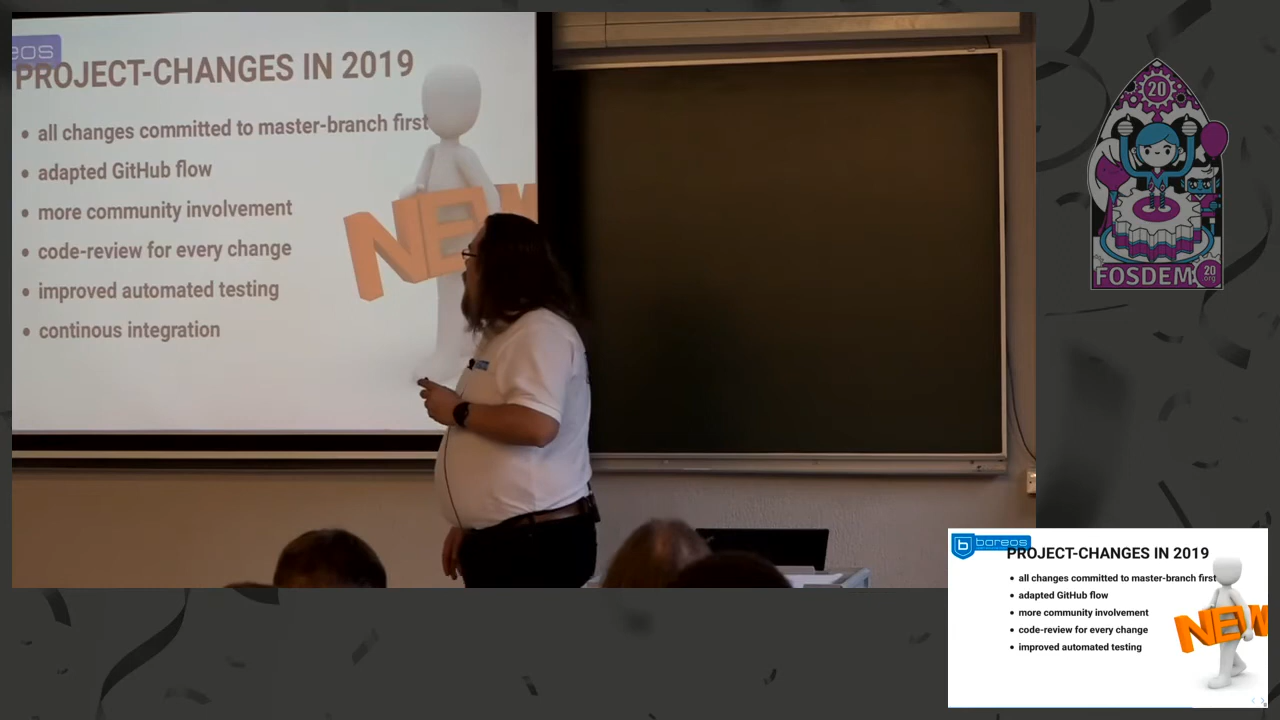 eos
PROJECT-CHANGES IN 2019
• all changes committed to master-branch first
• adapted GitHub flow
• more community involvement
• code-review for every change
• improved automated testing
• continous integration
NEW
20
FOSDEM
20
.org
b bareos
PROJECT-CHANGES IN 2019
• all changes committed to master-branch first
• adapted GitHub flow
• more community involvement
• code-review for every change
• improved automated testing
NEW